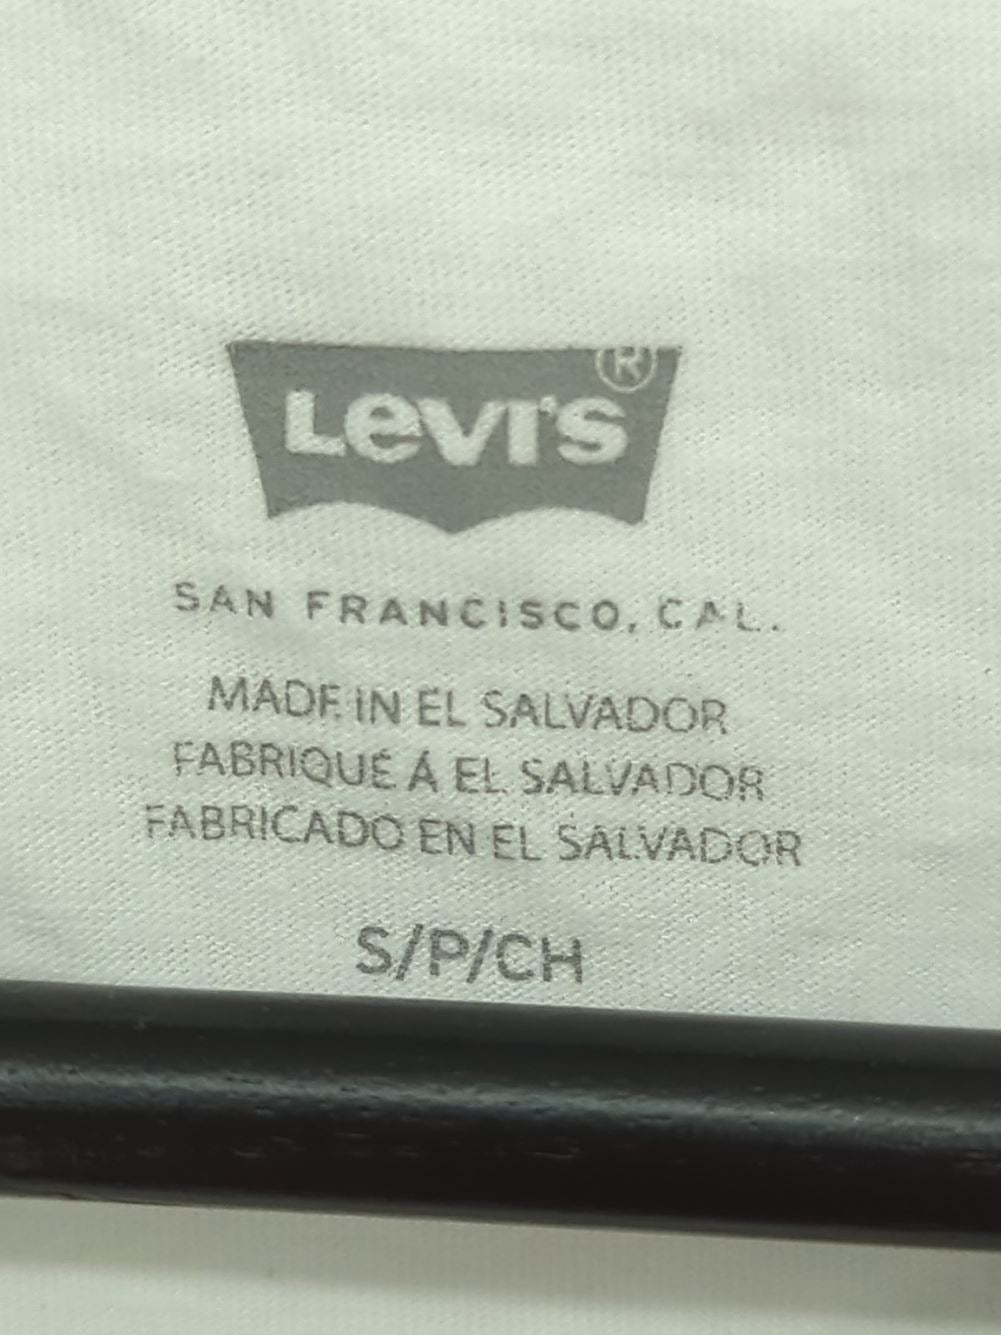 LEVI'S ®
SAN FRANCISCO, CAL.
MADE IN EL SALVADOR
FABRIQUÉ Á EL SALVADOR
FABRICADO EN EL SALVADOR
S/P/CH